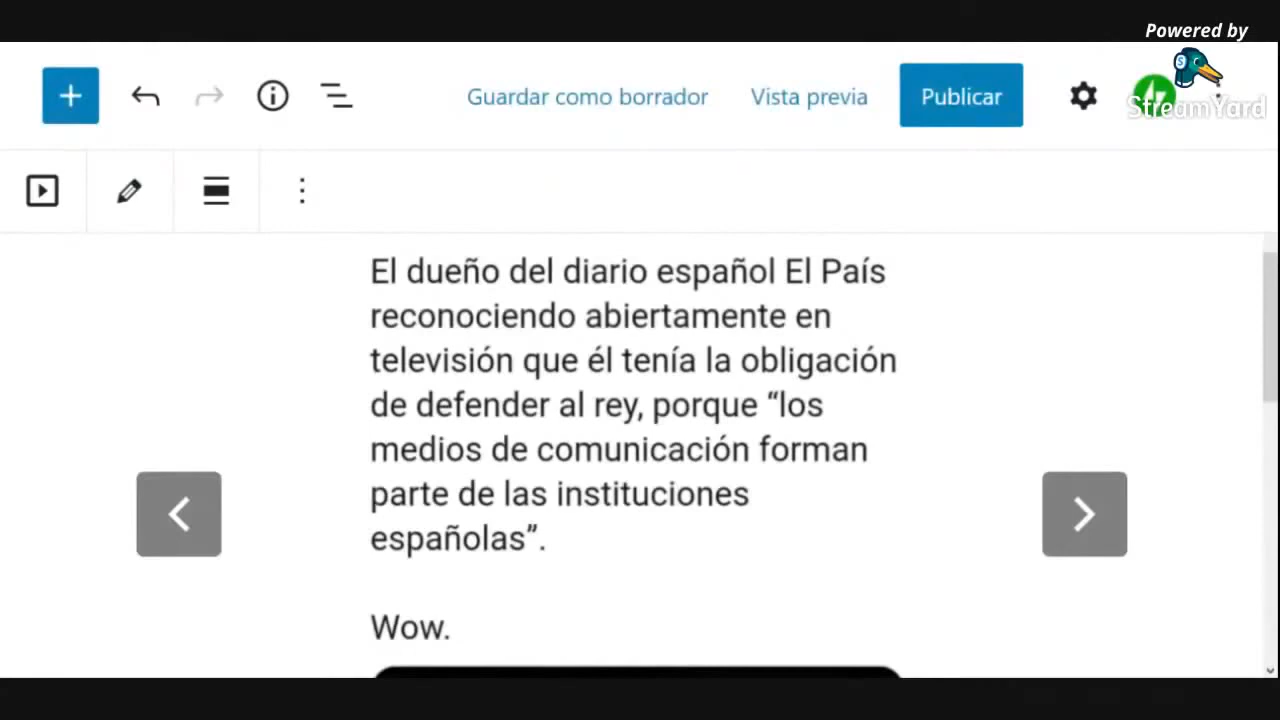 Powered by
StreamYard
Guardar como borrador
Vista previa
Publicar
El dueño del diario español El País
reconociendo abiertamente en
televisión que él tenía la obligación
de defender al rey, porque “los
medios de comunicación forman
parte de las instituciones
españolas”.
Wow.